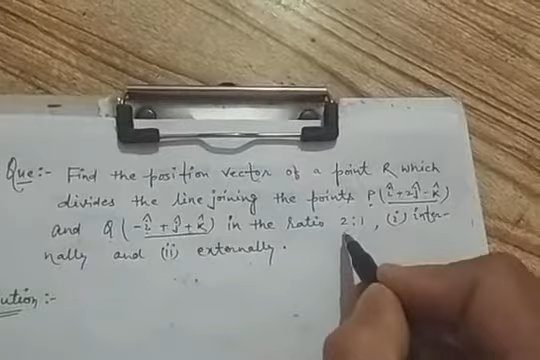 Que:- Find the position vector of a point R which
divides the line joining the points P(î+2ĵ-k̂)
and Q(-î+ĵ+k̂) in the ratio 2:1, (i) inter-
nally and (ii) externally.
ution:-